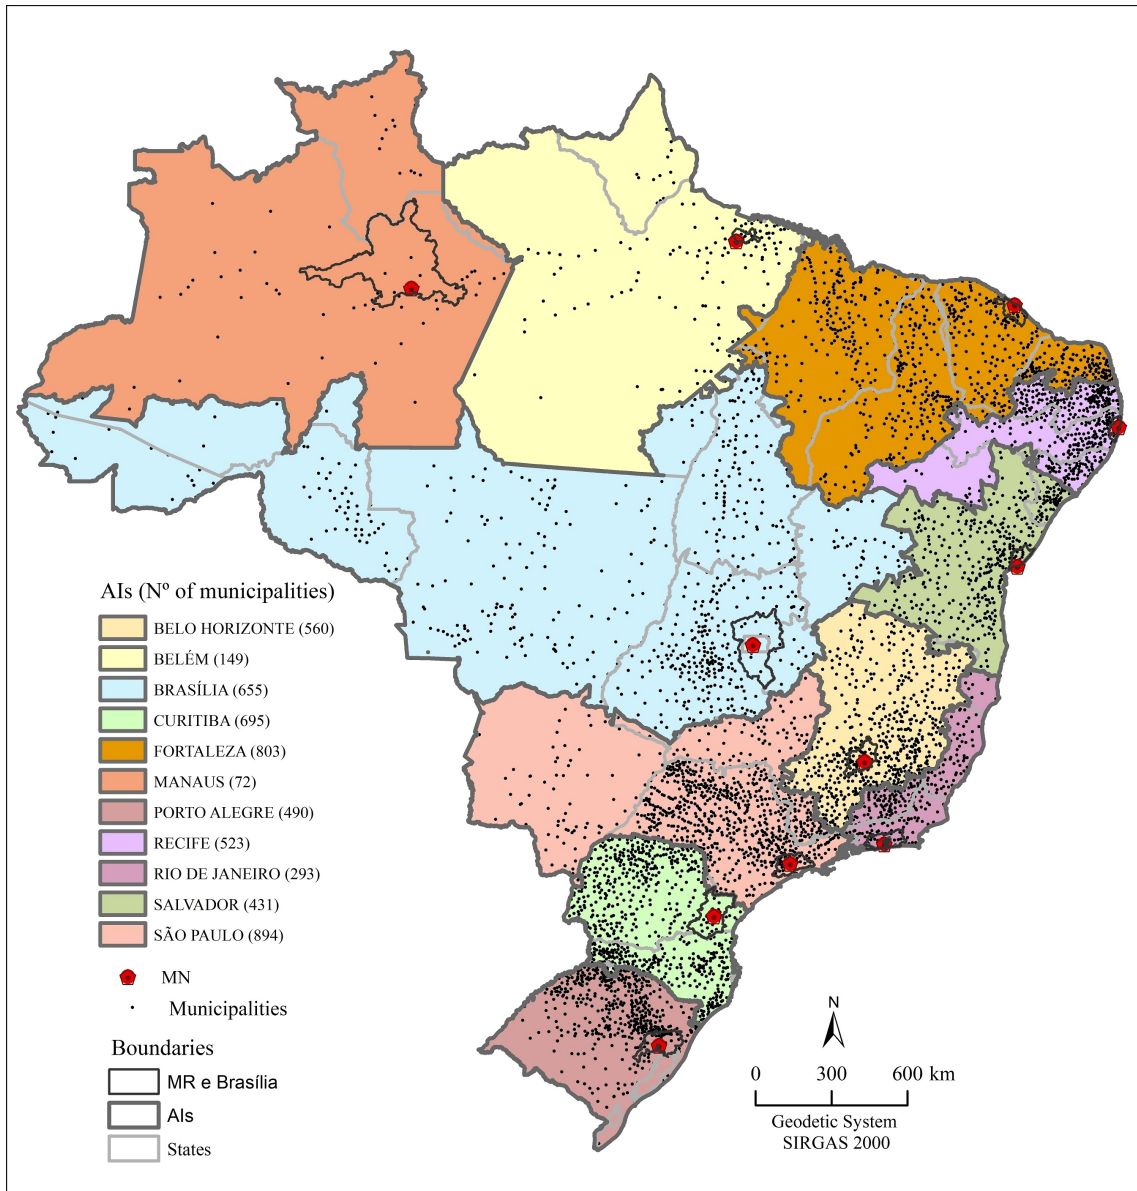 AIs (Nº of municipalities)
BELO HORIZONTE (560)
BELÉM (149)
BRASÍLIA (655)
CURITIBA (695)
FORTALEZA (803)
MANAUS (72)
PORTO ALEGRE (490)
RECIFE (523)
RIO DE JANEIRO (293)
SALVADOR (431)
SÃO PAULO (894)
MN
Municipalities
Boundaries
MR e Brasília
AIs
States
N
0 300 600 km
Geodetic System
SIRGAS 2000